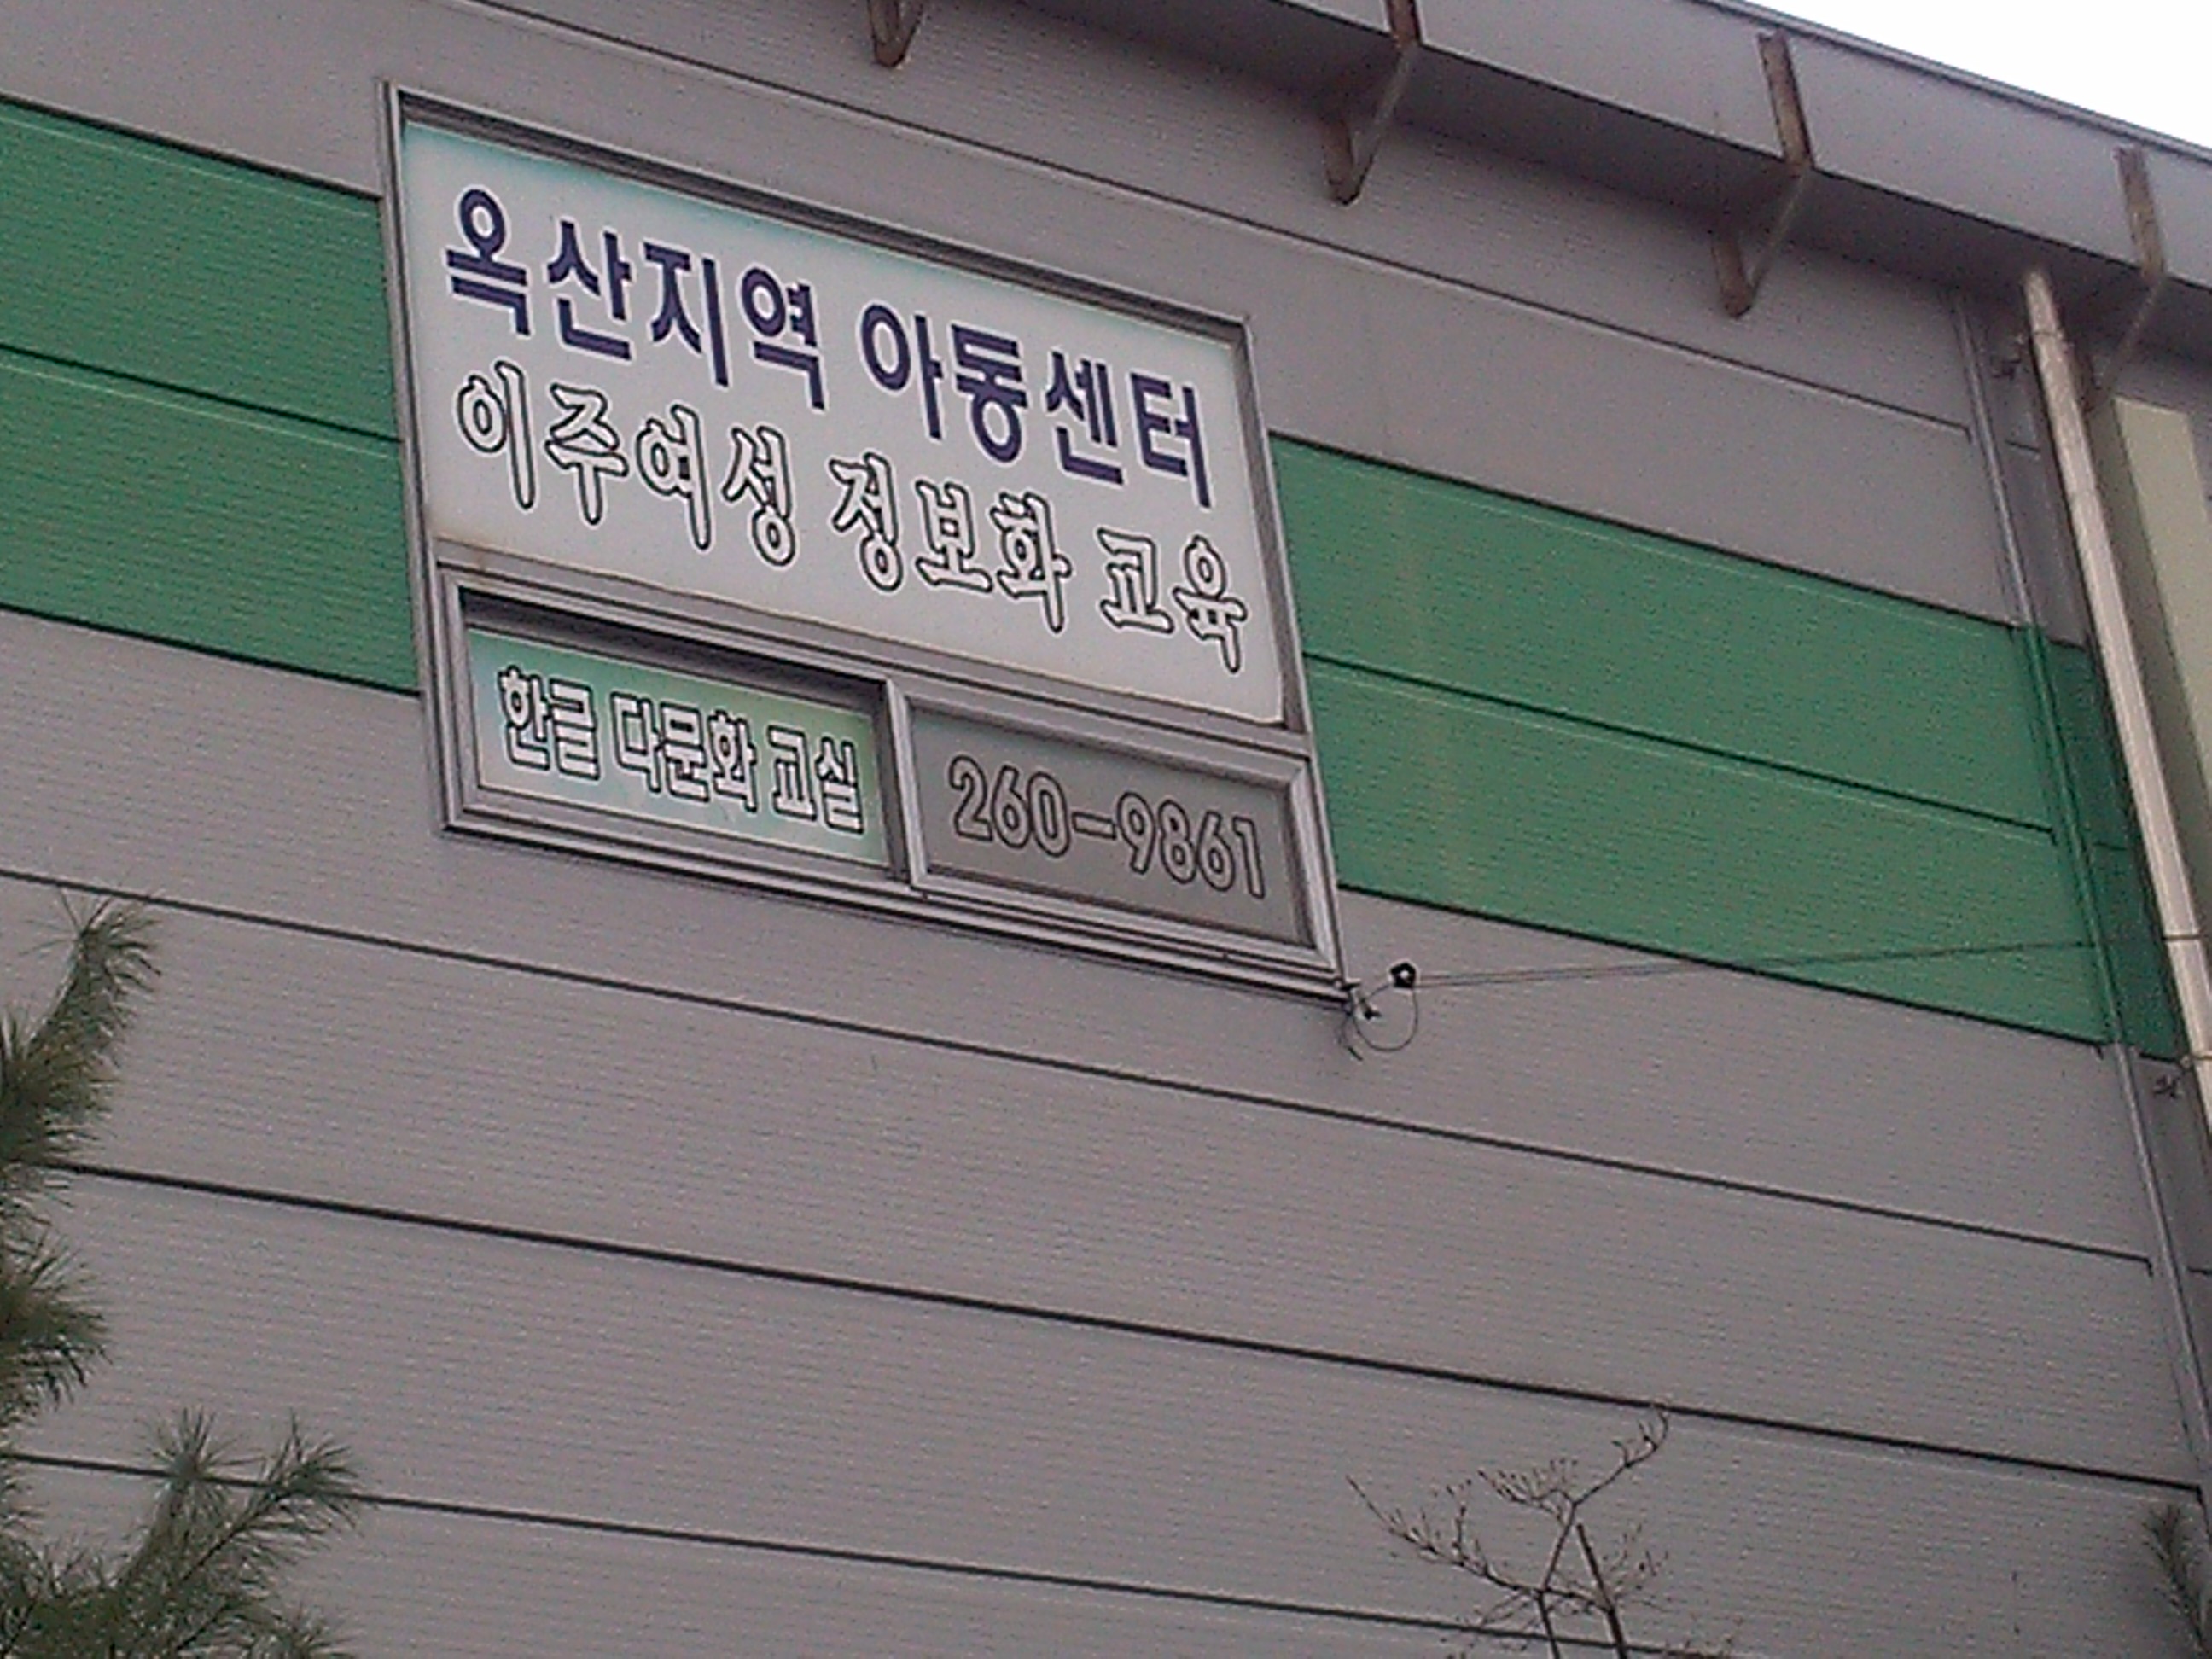 옥산지역 아동센터
이주여성 정보화 교육
한글 다문화 교실
260-9861